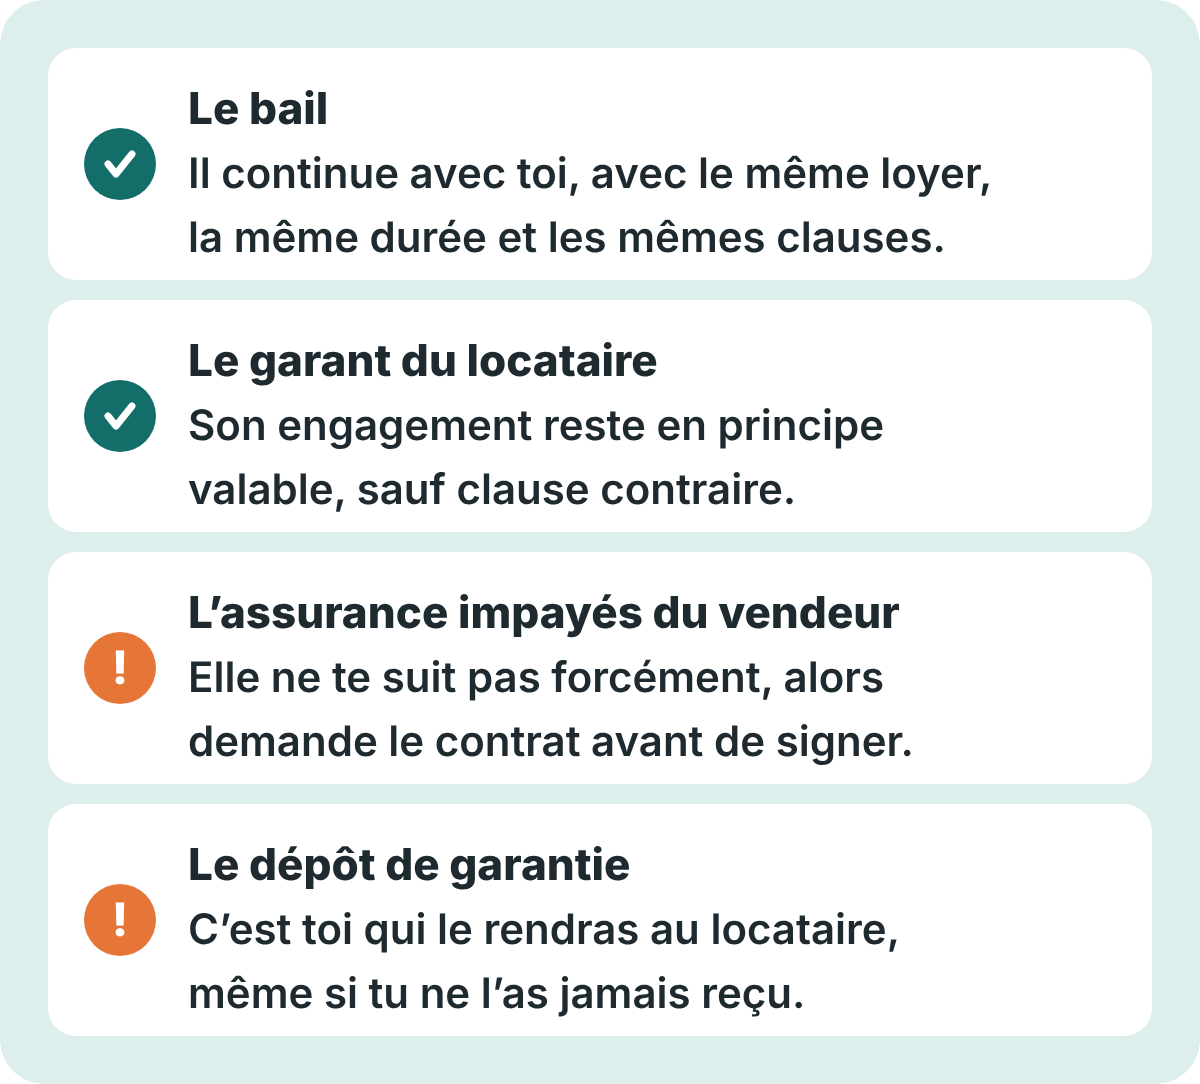 Le bail
Il continue avec toi, avec le même loyer,
la même durée et les mêmes clauses.
Le garant du locataire
Son engagement reste en principe
valable, sauf clause contraire.
L’assurance impayés du vendeur
Elle ne te suit pas forcément, alors
demande le contrat avant de signer.
Le dépôt de garantie
C’est toi qui le rendras au locataire,
même si tu ne l’as jamais reçu.